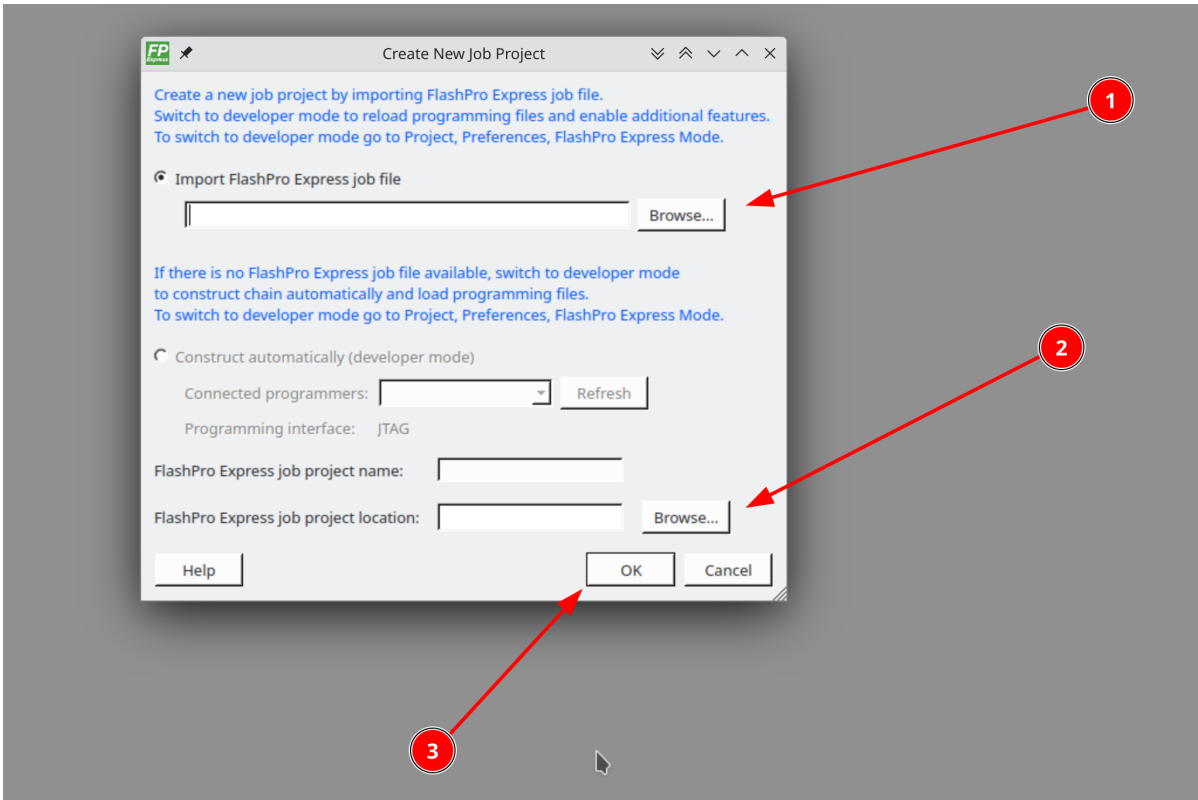 FP
Express
Create New Job Project
Create a new job project by importing FlashPro Express job file.
Switch to developer mode to reload programming files and enable additional features.
To switch to developer mode go to Project, Preferences, FlashPro Express Mode.
1
Import FlashPro Express job file
Browse...
If there is no FlashPro Express job file available, switch to developer mode
to construct chain automatically and load programming files.
To switch to developer mode go to Project, Preferences, FlashPro Express Mode.
2
Construct automatically (developer mode)
Connected programmers: Refresh
Programming interface: JTAG
FlashPro Express job project name:
FlashPro Express job project location: Browse...
Help OK Cancel
3